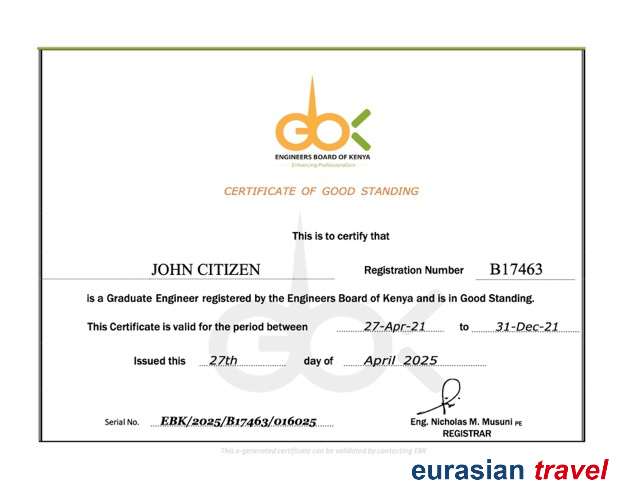 ebk
ENGINEERS BOARD OF KENYA
Enhancing Professionalism
CERTIFICATE OF GOOD STANDING
This is to certify that
JOHN CITIZEN Registration Number B17463
is a Graduate Engineer registered by the Engineers Board of Kenya and is in Good Standing.
This Certificate is valid for the period between 27-Apr-21 to 31-Dec-21
Issued this 27th day of April 2025
Serial No. EBK/2025/B17463/016025
Eng. Nicholas M. Musuni PE
REGISTRAR
This e-generated certificate can be validated by contacting EBK
eurasian travel